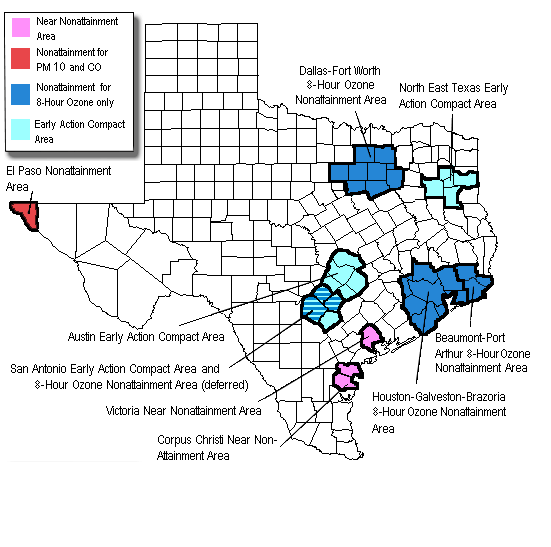 Near Nonattainment
Area
Nonattainment for
PM 10 and CO
Nonattainment for
8-Hour Ozone only
Early Action Compact
Area
Dallas-Fort Worth
8-Hour Ozone
Nonattainment Area
North East Texas Early
Action Compact Area
El Paso Nonattainment
Area
Austin Early Action Compact Area
San Antonio Early Action Compact Area and
8-Hour Ozone Nonattainment Area (deferred)
Victoria Near Nonattainment Area
Corpus Christi Near Non-
Attainment Area
Beaumont-Port
Arthur 8-Hour Ozone
Nonattainment Area
Houston-Galveston-Brazoria
8-Hour Ozone Nonattainment
Area